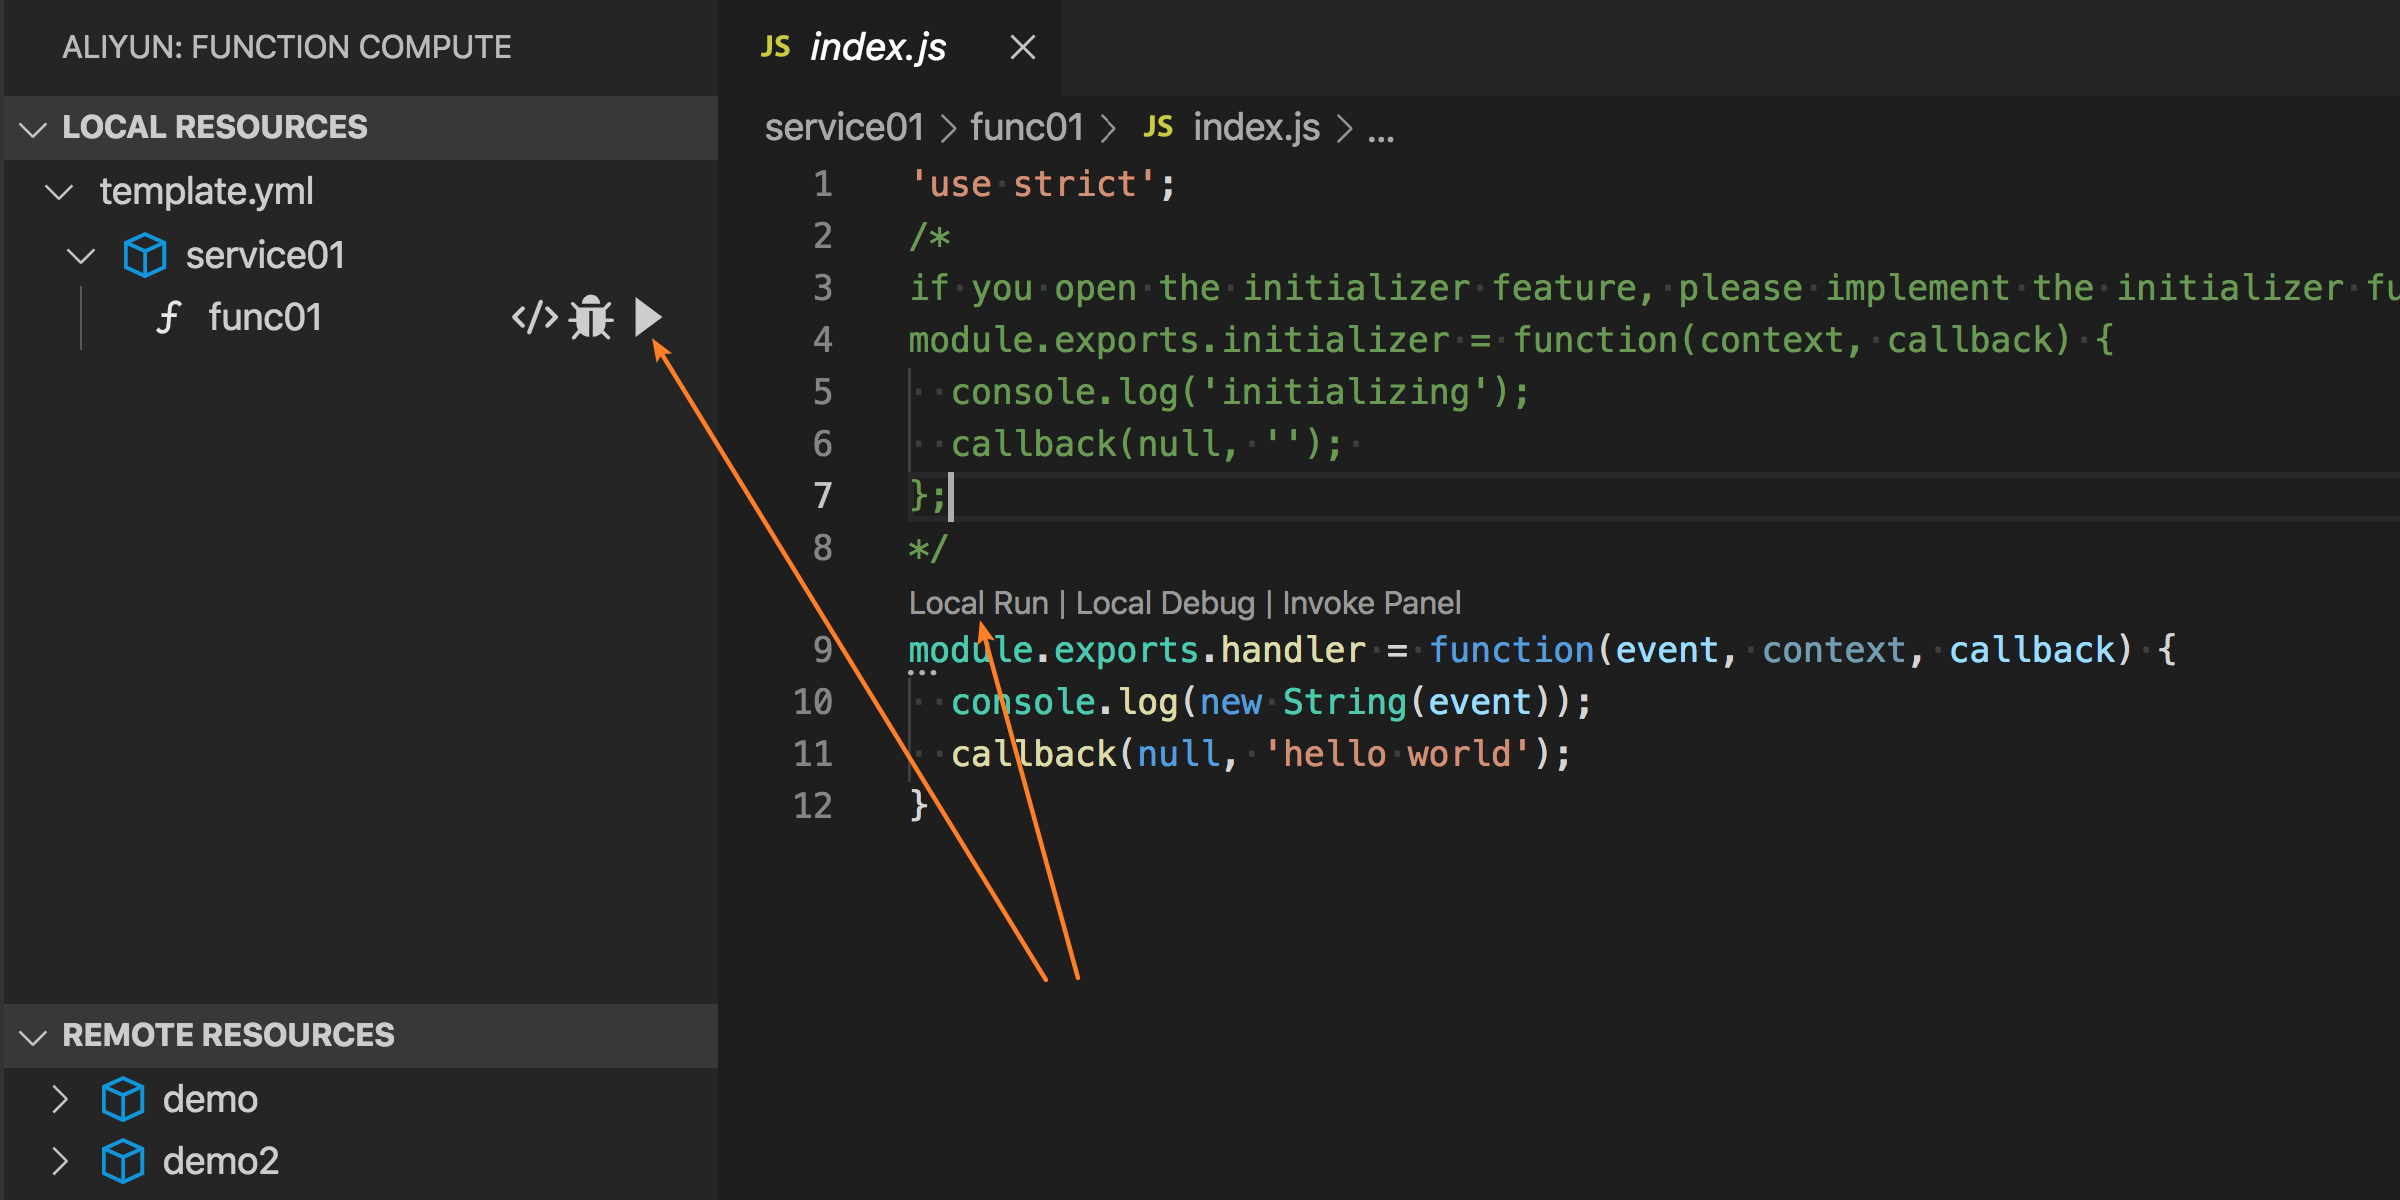 ALIYUN: FUNCTION COMPUTE
LOCAL RESOURCES
template.yml
service01
func01
REMOTE RESOURCES
demo
demo2
JS index.js
service01 > func01 > JS index.js > ...
1 'use strict';
2 /*
3 if you open the initializer feature, please implement the initializer
4 module.exports.initializer = function(context, callback) {
5 console.log('initializing');
6 callback(null, '');
7 };
8 */
Local Run | Local Debug | Invoke Panel
9 module.exports.handler = function(event, context, callback) {
10 console.log(new String(event));
11 callback(null, 'hello world');
12 }